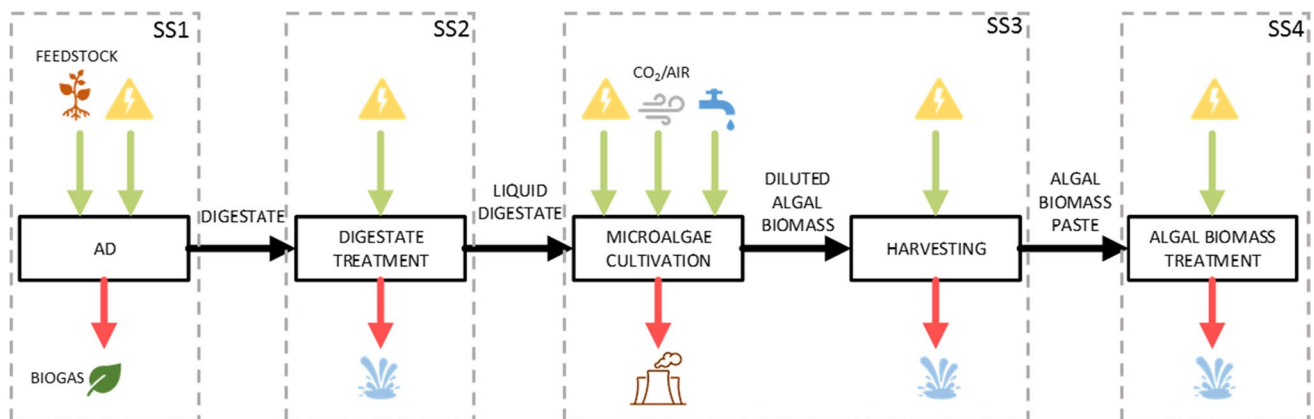 SS1
SS2
SS3
SS4
FEEDSTOCK
CO₂/AIR
DIGESTATE
LIQUID
DIGESTATE
DILUTED
ALGAL
BIOMASS
ALGAL
BIOMASS
PASTE
AD
DIGESTATE
TREATMENT
MICROALGAE
CULTIVATION
HARVESTING
ALGAL BIOMASS
TREATMENT
BIOGAS